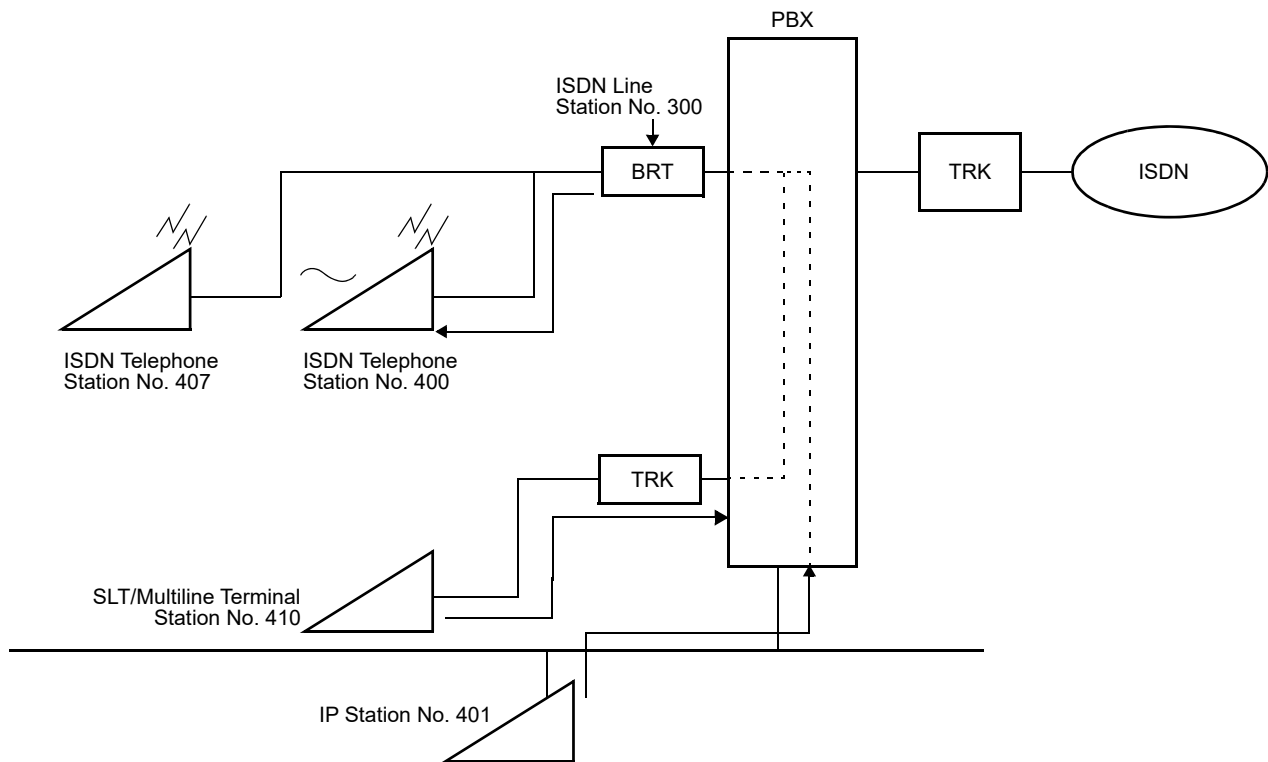 PBX
ISDN Line
Station No. 300
BRT
TRK
ISDN
ISDN Telephone
Station No. 407
ISDN Telephone
Station No. 400
TRK
SLT/Multiline Terminal
Station No. 410
IP Station No. 401